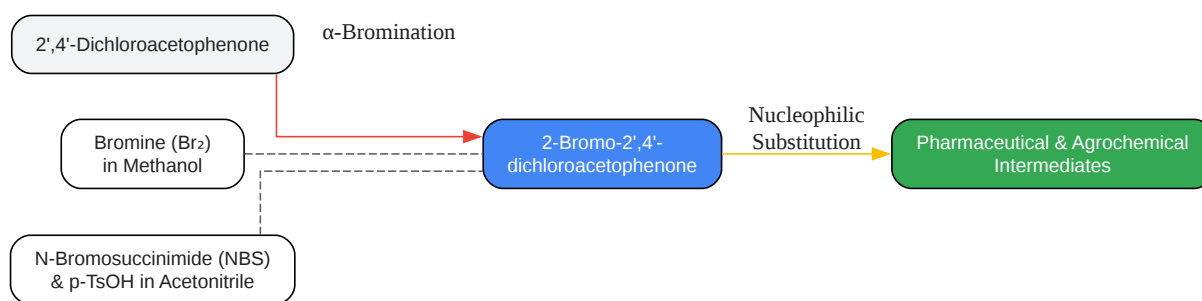 2',4'-Dichloroacetophenone
α-Bromination
Bromine (Br₂)
in Methanol
2-Bromo-2',4'-
dichloroacetophenone
Nucleophilic
Substitution
Pharmaceutical & Agrochemical
Intermediates
N-Bromosuccinimide (NBS)
& p-TsOH in Acetonitrile